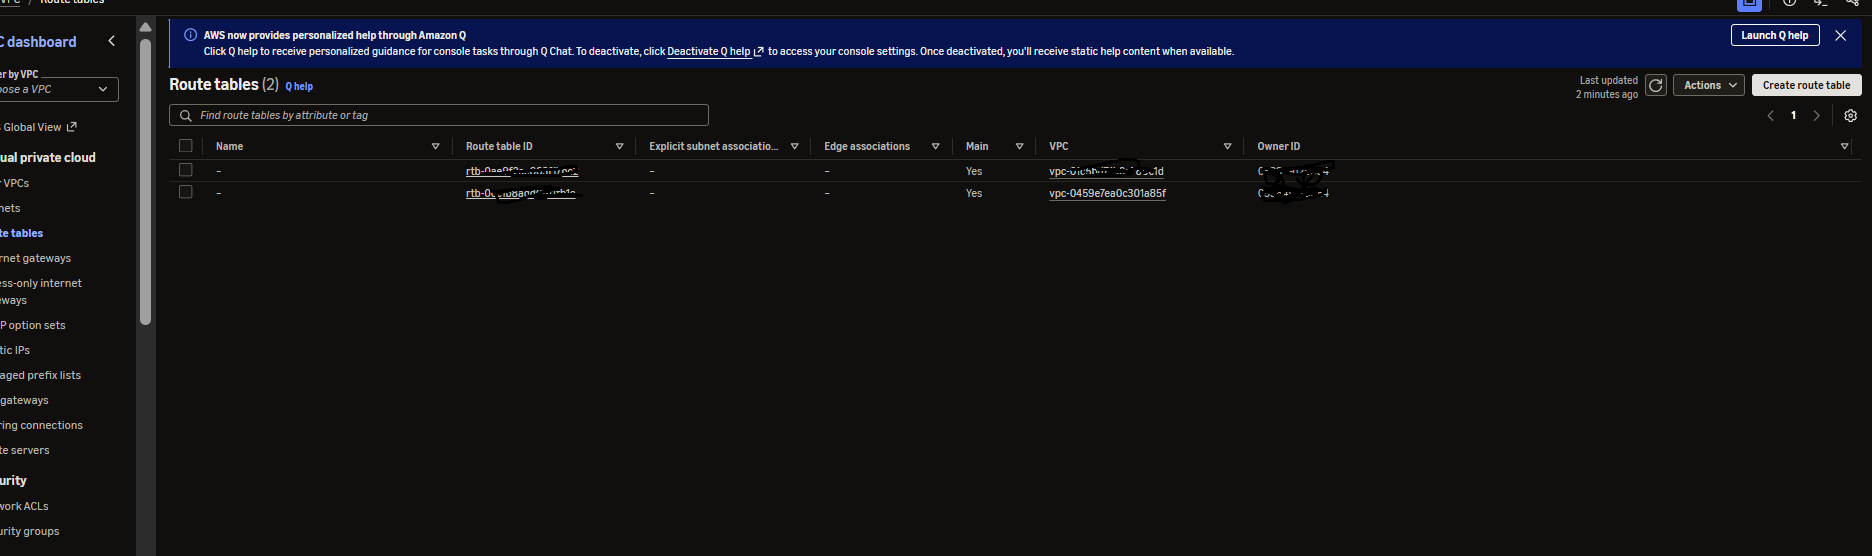 VPC / Route tables
C dashboard
er by VPC
oose a VPC
Global View
ual private cloud
VPCs
nets
te tables
rnet gateways
ess-only internet
eways
P option sets
tic IPs
aged prefix lists
gateways
ring connections
te servers
urity
work ACLs
urity groups
AWS now provides personalized help through Amazon Q
Click Q help to receive personalized guidance for console tasks through Q Chat. To deactivate, click Deactivate Q help to access your console settings. Once deactivated, you'll receive static help content when available.
Launch Q help
Route tables (2) Q help
Last updated
2 minutes ago
Actions
Create route table
Find route tables by attribute or tag
1
Name Route table ID Explicit subnet associatio... Edge associations Main VPC Owner ID
– – – Yes
– – – Yes vpc-0459e7ea0c301a85f